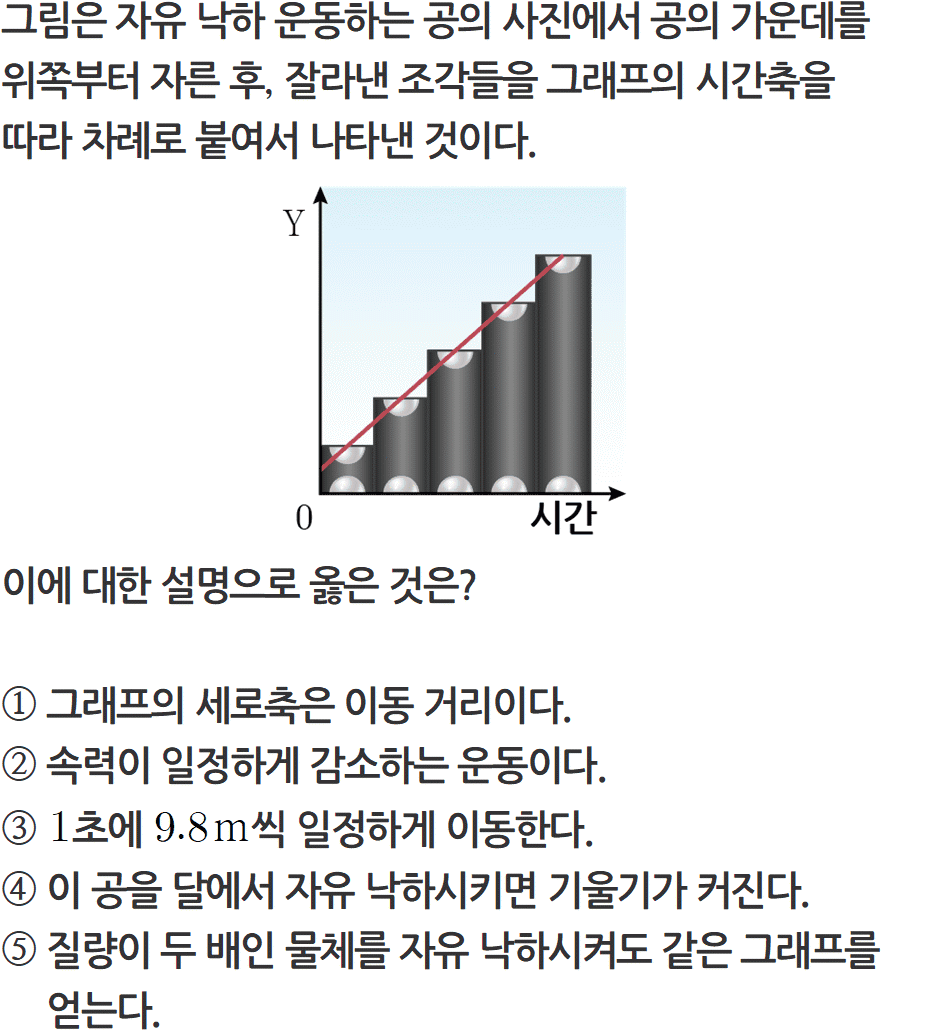 그림은 자유 낙하 운동하는 공의 사진에서 공의 가운데를
위쪽부터 자른 후, 잘라낸 조각들을 그래프의 시간축을
따라 차례로 붙여서 나타낸 것이다.
Y
0
시간
이에 대한 설명으로 옳은 것은?
① 그래프의 세로축은 이동 거리이다.
② 속력이 일정하게 감소하는 운동이다.
③ 1초에 9.8m씩 일정하게 이동한다.
④ 이 공을 달에서 자유 낙하시키면 기울기가 커진다.
⑤ 질량이 두 배인 물체를 자유 낙하시켜도 같은 그래프를
얻는다.